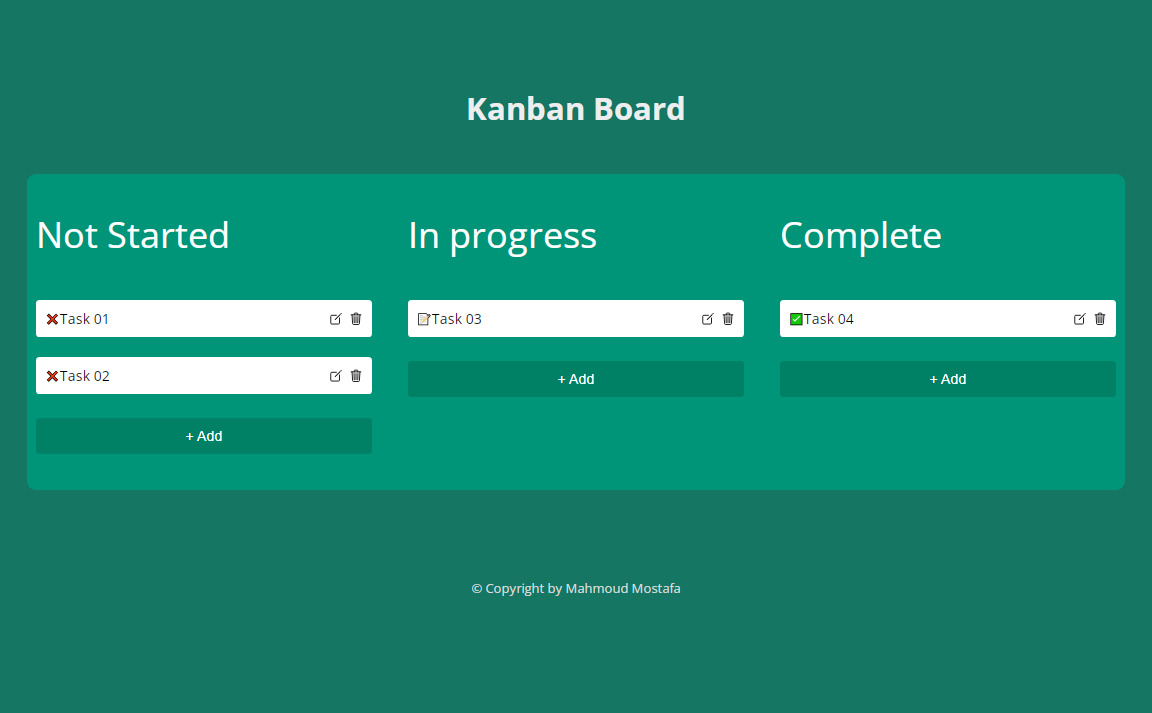 Kanban Board
Not Started
❌Task 01
❌Task 02
+ Add
In progress
📝Task 03
+ Add
Complete
✅Task 04
+ Add
© Copyright by Mahmoud Mostafa